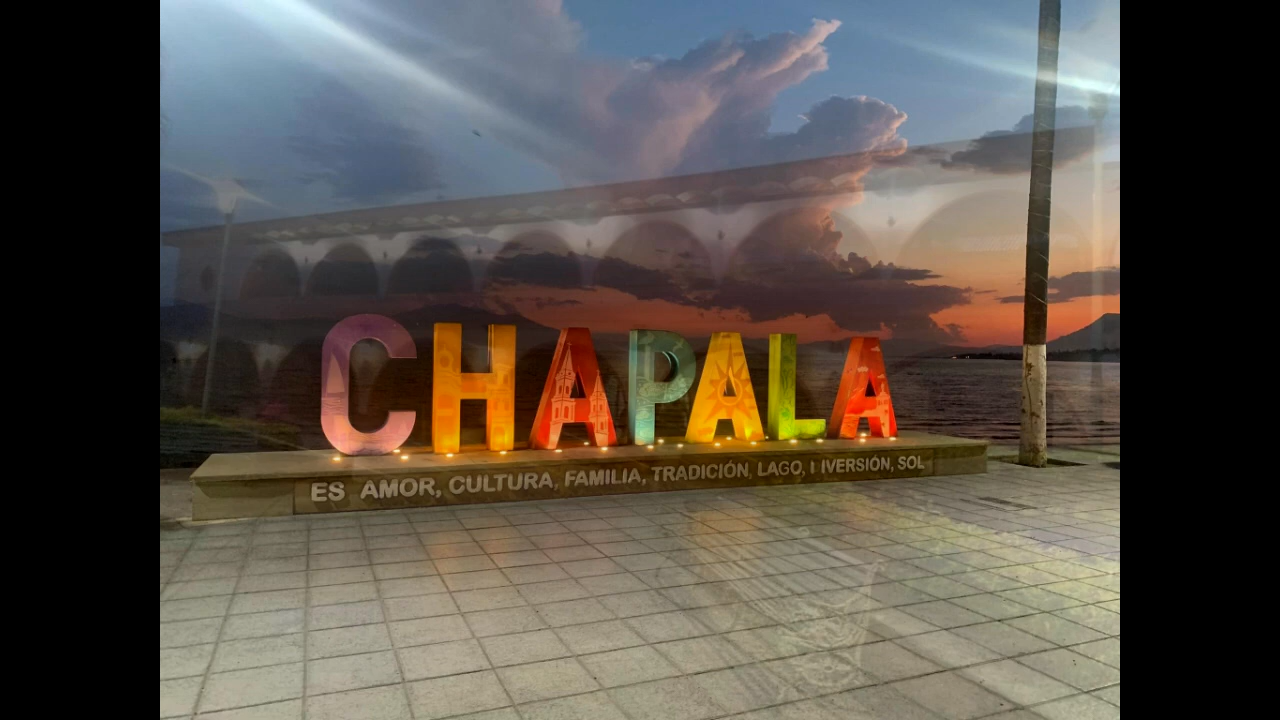 CHAPALA
ES AMOR, CULTURA, FAMILIA, TRADICIÓN, LAGO, I IVERSIÓN, SOL